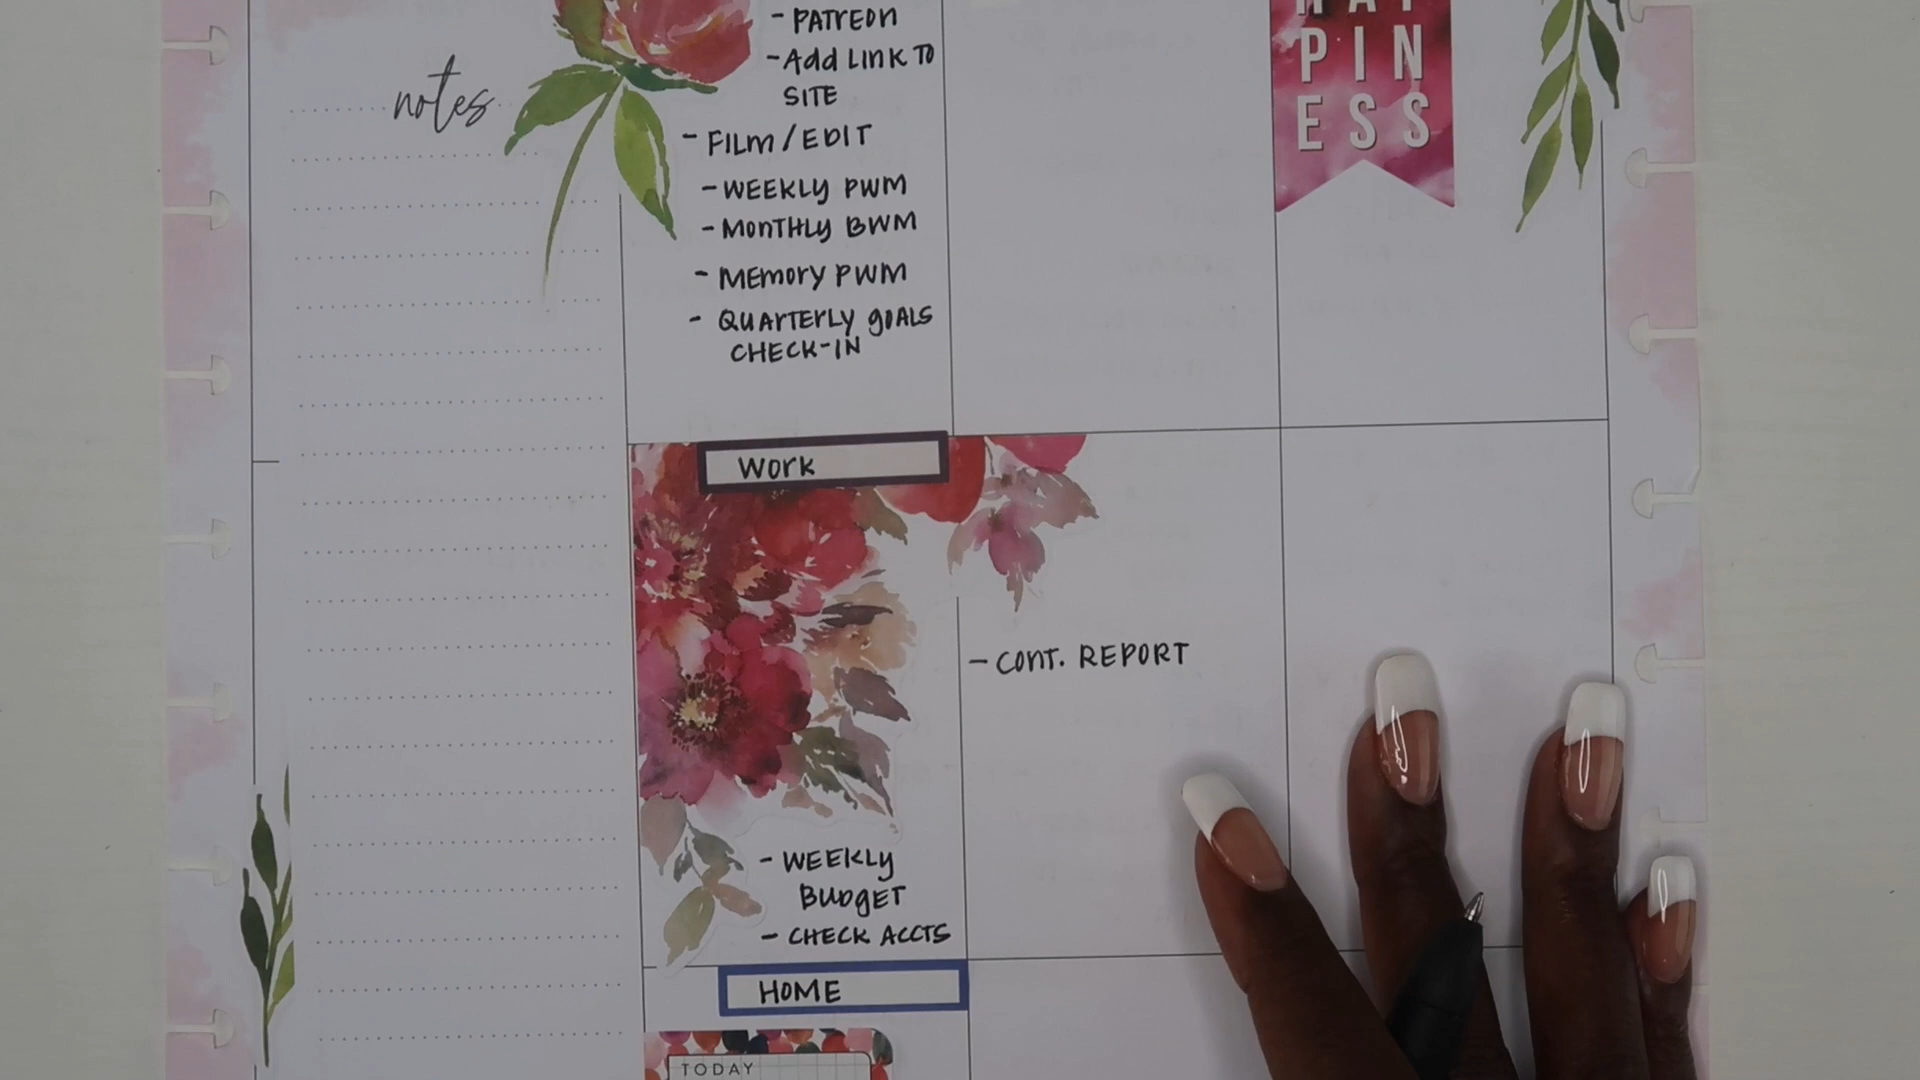 notes
- PATREON
- Add LINK TO
SITE
- FILM / EDIT
- WEEKLY PWM
- MONTHLY BWM
- MEMORY PWM
- QUARTERLY gOALS
CHECK-IN
PIN
ESS
Work
- CONT. REPORT
- WEEKLY
BUDgET
- CHECK ACCTS
HOME
TODAY